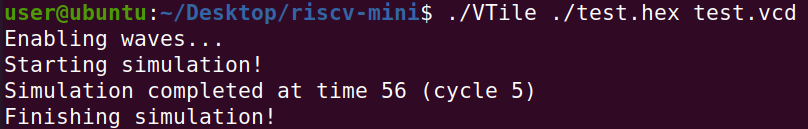 user@ubuntu:~/Desktop/riscv-mini$ ./VTile ./test.hex test.vcd
Enabling waves...
Starting simulation!
Simulation completed at time 56 (cycle 5)
Finishing simulation!